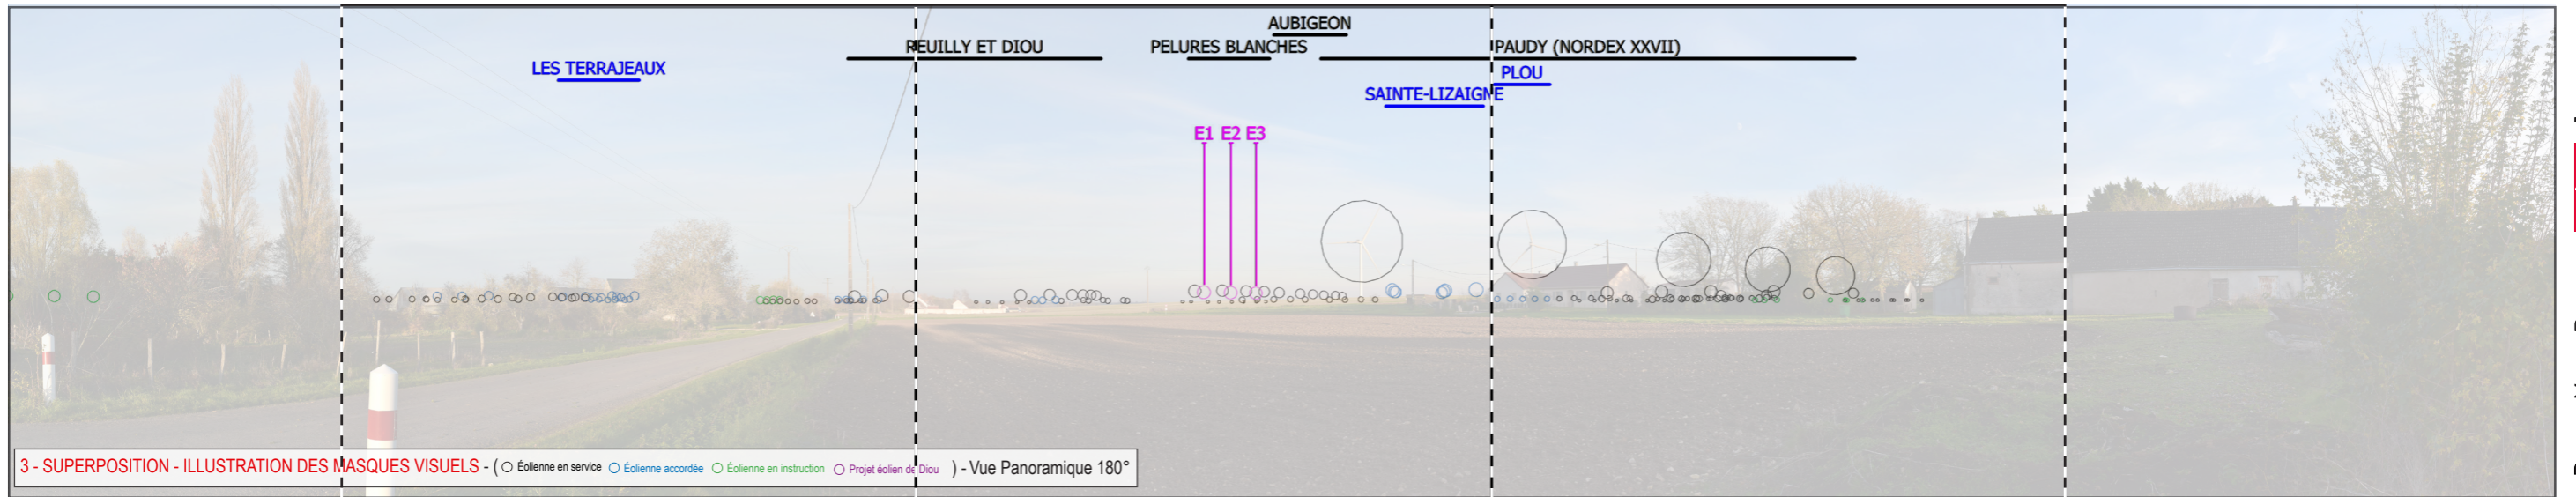 AUBIGEON
REUILLY ET DIOU
PELURES BLANCHES
PAUDY (NORDEX XXVII)
LES TERRAJEAUX
PLOU
SAINTE-LIZAIGNE
E1 E2 E3
3 - SUPERPOSITION - ILLUSTRATION DES MASQUES VISUELS - ( Éolienne en service Éolienne accordée Éolienne en instruction Projet éolien de Diou ) - Vue Panoramique 180°